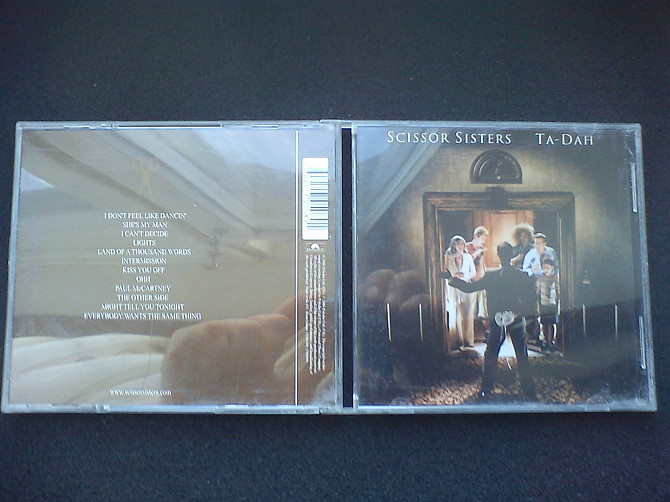 I DON'T FEEL LIKE DANCIN'
SHE'S MY MAN
I CAN'T DECIDE
LIGHTS
LAND OF A THOUSAND WORDS
INTERMISSION
KISS YOU OFF
OHH
PAUL McCARTNEY
THE OTHER SIDE
MIGHT TELL YOU TONIGHT
EVERYBODY WANTS THE SAME THING
www.scissorsisters.com
SCISSOR SISTERS TA-DAH